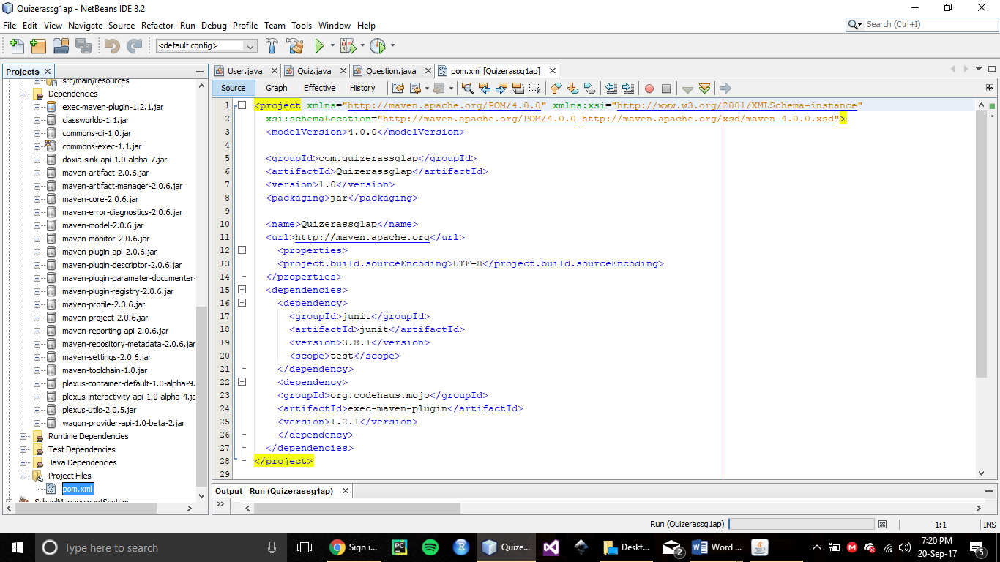 Quizerassg1ap - NetBeans IDE 8.2
File Edit View Navigate Source Refactor Run Debug Profile Team Tools Window Help
Search (Ctrl+I)
<default config>
Projects
src/main/resources
Dependencies
exec-maven-plugin-1.2.1.jar
classworlds-1.1.jar
commons-cli-1.0.jar
commons-exec-1.1.jar
doxia-sink-api-1.0-alpha-7.jar
maven-artifact-2.0.6.jar
maven-artifact-manager-2.0.6.jar
maven-core-2.0.6.jar
maven-error-diagnostics-2.0.6.jar
maven-model-2.0.6.jar
maven-monitor-2.0.6.jar
maven-plugin-api-2.0.6.jar
maven-plugin-descriptor-2.0.6.jar
maven-plugin-parameter-documenter-
maven-plugin-registry-2.0.6.jar
maven-profile-2.0.6.jar
maven-project-2.0.6.jar
maven-reporting-api-2.0.6.jar
maven-repository-metadata-2.0.6.jar
maven-settings-2.0.6.jar
maven-toolchain-1.0.jar
plexus-container-default-1.0-alpha-9.
plexus-interactivity-api-1.0-alpha-4.ja
plexus-utils-2.0.5.jar
wagon-provider-api-1.0-beta-2.jar
Runtime Dependencies
Test Dependencies
Java Dependencies
Project Files
pom.xml
SchoolManagementSystem
User.java Quiz.java Question.java pom.xml [Quizerassg1ap]
Source Graph Effective History
1 <project xmlns="http://maven.apache.org/POM/4.0.0" xmlns:xsi="http://www.w3.org/2001/XMLSchema-instance"
2 xsi:schemaLocation="http://maven.apache.org/POM/4.0.0 http://maven.apache.org/xsd/maven-4.0.0.xsd">
3 <modelVersion>4.0.0</modelVersion>
4
5 <groupId>com.quizerassg1ap</groupId>
6 <artifactId>Quizerassg1ap</artifactId>
7 <version>1.0</version>
8 <packaging>jar</packaging>
9
10 <name>Quizerassg1ap</name>
11 <url>http://maven.apache.org</url>
12 <properties>
13 <project.build.sourceEncoding>UTF-8</project.build.sourceEncoding>
14 </properties>
15 <dependencies>
16 <dependency>
17 <groupId>junit</groupId>
18 <artifactId>junit</artifactId>
19 <version>3.8.1</version>
20 <scope>test</scope>
21 </dependency>
22 <dependency>
23 <groupId>org.codehaus.mojo</groupId>
24 <artifactId>exec-maven-plugin</artifactId>
25 <version>1.2.1</version>
26 </dependency>
27 </dependencies>
28 </project>
29
Output - Run (Quizerassg1ap)
Run (Quizerassg1ap)
1:1 INS
Type here to search
Sign i...
PC
R
Quize...
Deskt...
2
Word ...
7:20 PM
20-Sep-17
5